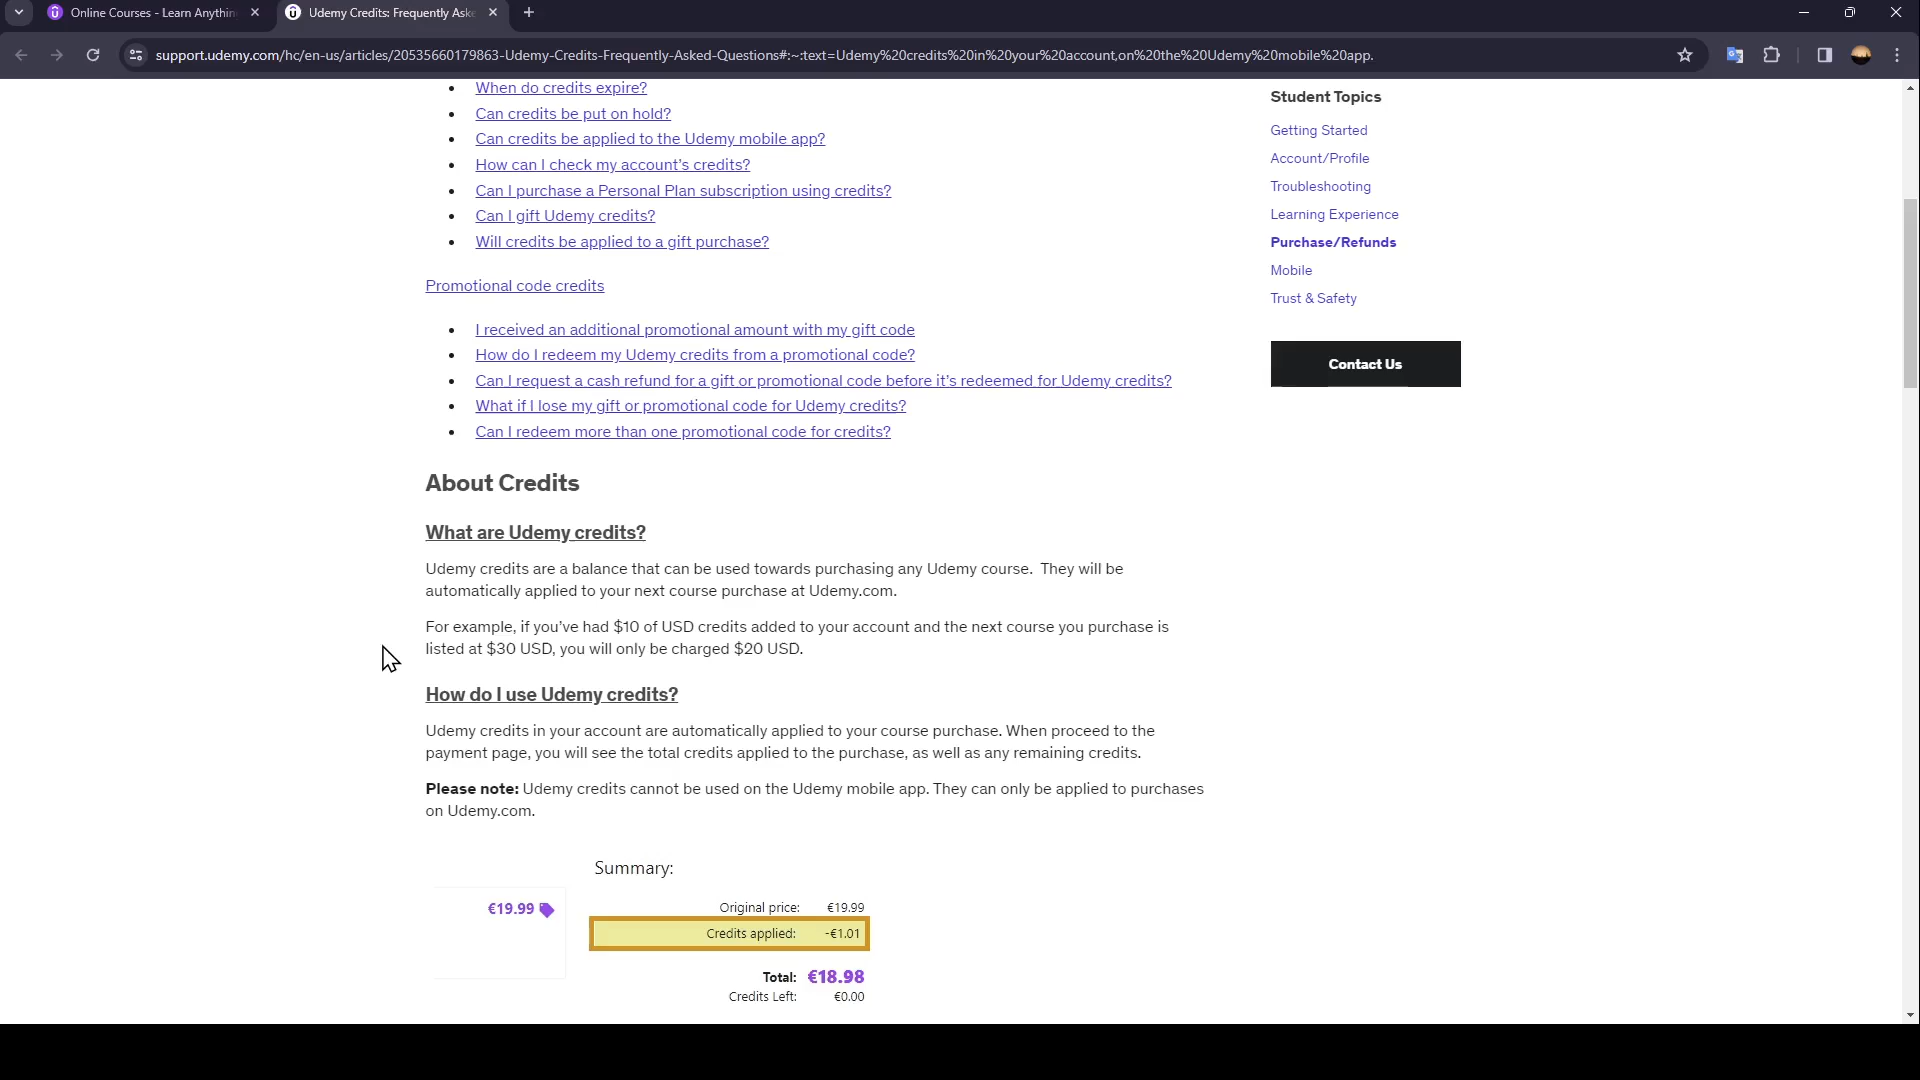 Online Courses - Learn Anythin
Udemy Credits: Frequently Aske
support.udemy.com/hc/en-us/articles/20535660179863-Udemy-Credits-Frequently-Asked-Questions#:~:text=Udemy%20credits%20in%20your%20account,on%20the%20Udemy%20mobile%20app.
When do credits expire?
Can credits be put on hold?
Can credits be applied to the Udemy mobile app?
How can I check my account's credits?
Can I purchase a Personal Plan subscription using credits?
Can I gift Udemy credits?
Will credits be applied to a gift purchase?
Promotional code credits
I received an additional promotional amount with my gift code
How do I redeem my Udemy credits from a promotional code?
Can I request a cash refund for a gift or promotional code before it's redeemed for Udemy credits?
What if I lose my gift or promotional code for Udemy credits?
Can I redeem more than one promotional code for credits?
About Credits
What are Udemy credits?
Udemy credits are a balance that can be used towards purchasing any Udemy course. They will be
automatically applied to your next course purchase at Udemy.com.
For example, if you've had $10 of USD credits added to your account and the next course you purchase is
listed at $30 USD, you will only be charged $20 USD.
How do I use Udemy credits?
Udemy credits in your account are automatically applied to your course purchase. When proceed to the
payment page, you will see the total credits applied to the purchase, as well as any remaining credits.
Please note: Udemy credits cannot be used on the Udemy mobile app. They can only be applied to purchases
on Udemy.com.
Summary:
€19.99
Original price: €19.99
Credits applied: -€1.01
Total: €18.98
Credits Left: €0.00
Student Topics
Getting Started
Account/Profile
Troubleshooting
Learning Experience
Purchase/Refunds
Mobile
Trust & Safety
Contact Us